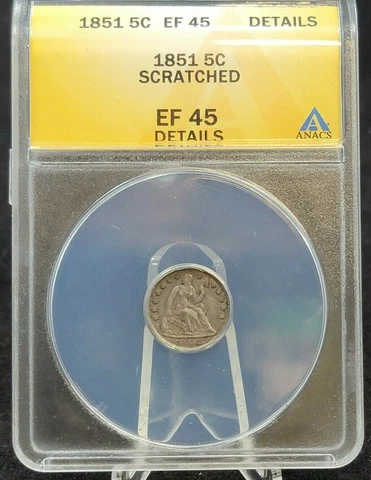 1851 5C EF 45 DETAILS
1851 5C
SCRATCHED
EF 45
DETAILS
ANACS